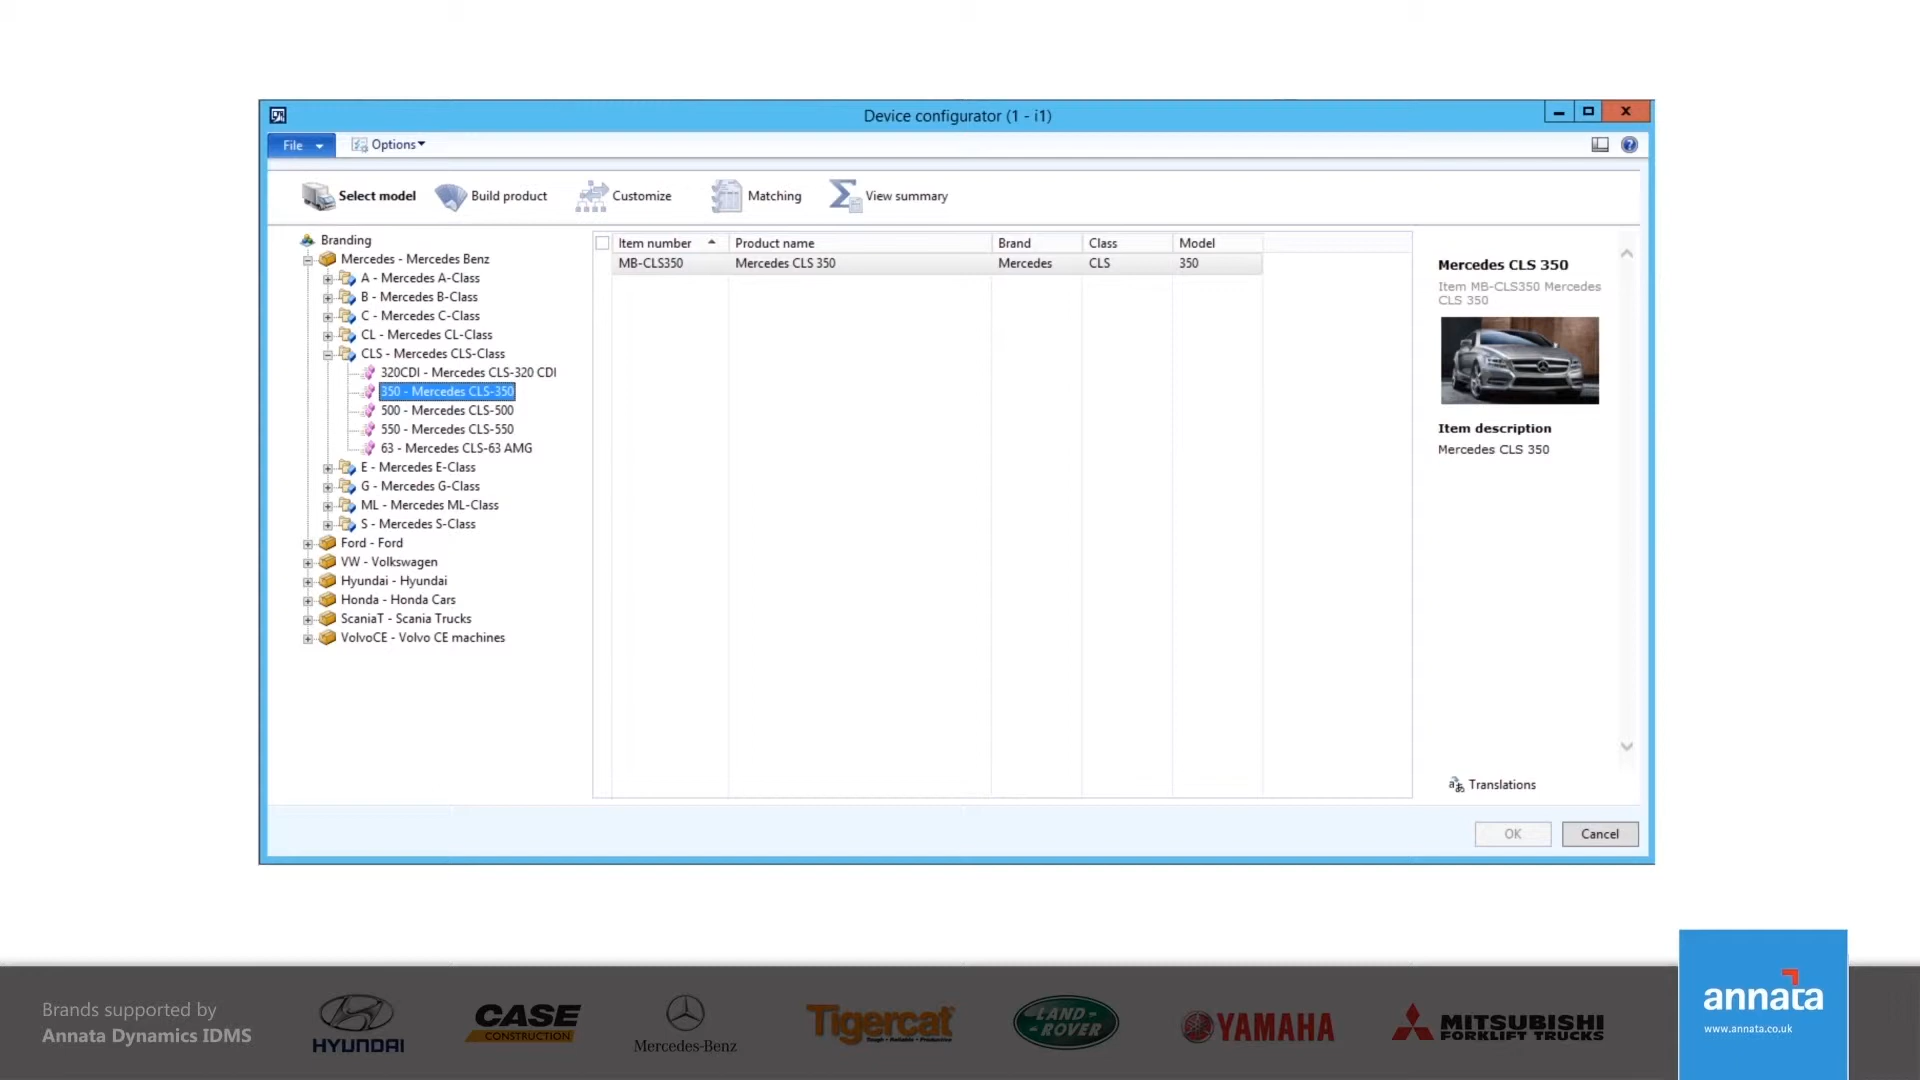 Device configurator (1 - i1)
File Options
Select model Build product Customize Matching View summary
Branding
Mercedes - Mercedes Benz
A - Mercedes A-Class
B - Mercedes B-Class
C - Mercedes C-Class
CL - Mercedes CL-Class
CLS - Mercedes CLS-Class
320CDI - Mercedes CLS-320 CDI
350 - Mercedes CLS-350
500 - Mercedes CLS-500
550 - Mercedes CLS-550
63 - Mercedes CLS-63 AMG
E - Mercedes E-Class
G - Mercedes G-Class
ML - Mercedes ML-Class
S - Mercedes S-Class
Ford - Ford
VW - Volkswagen
Hyundai - Hyundai
Honda - Honda Cars
ScaniaT - Scania Trucks
VolvoCE - Volvo CE machines
Item number Product name Brand Class Model
MB-CLS350 Mercedes CLS 350 Mercedes CLS 350
Mercedes CLS 350
Item MB-CLS350 Mercedes
CLS 350
Item description
Mercedes CLS 350
Translations
OK Cancel
Brands supported by
Annata Dynamics IDMS
HYUNDAI
CASE
CONSTRUCTION
Mercedes-Benz
Tigercat
Tough • Reliable • Productive
LAND
ROVER
YAMAHA
MITSUBISHI
FORKLIFT TRUCKS
annata
www.annata.co.uk